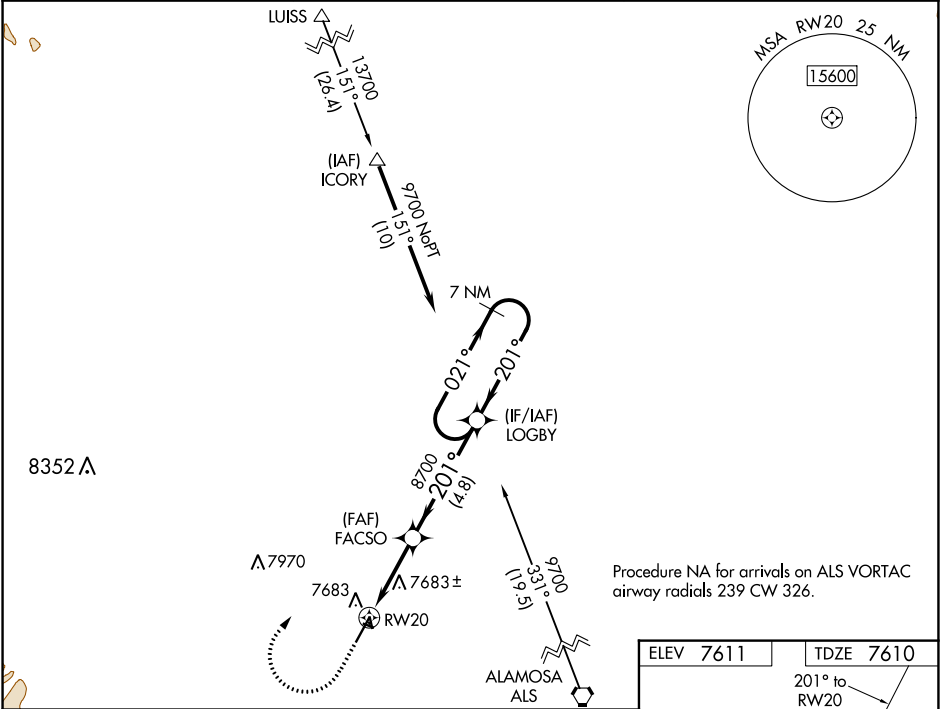 LUISS
13700
151°
(26.4)
(IAF)
ICORY
9700 NoPT
151°
(10)
MSA RW20 25 NM
15600
7 NM
021°
201°
(IF/IAF)
LOGBY
8700
201°
(4.8)
8352
(FAF)
FACSO
7970
7683
7683±
RW20
9700
331°
(19.5)
ALAMOSA
ALS
Procedure NA for arrivals on ALS VORTAC
airway radials 239 CW 326.
ELEV 7611
TDZE 7610
201° to
RW20